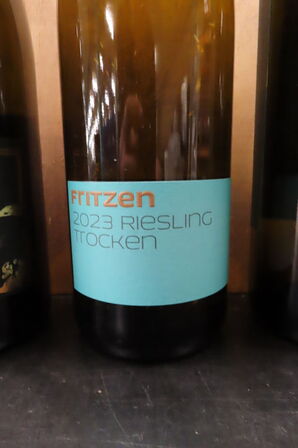 FRITZEN
2023 RIESLING
TROCKEN